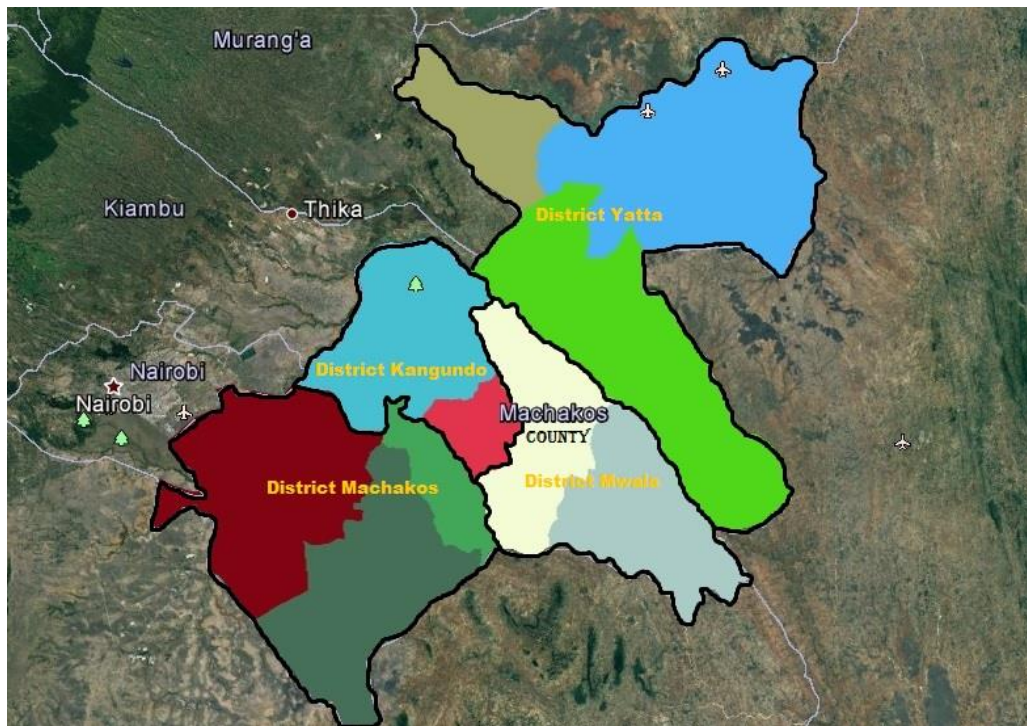 Murang'a
Kiambu
Thika
District Yatta
Nairobi
Nairobi
District Kangundo
Machakos
COUNTY
District Machakos
District Mwala